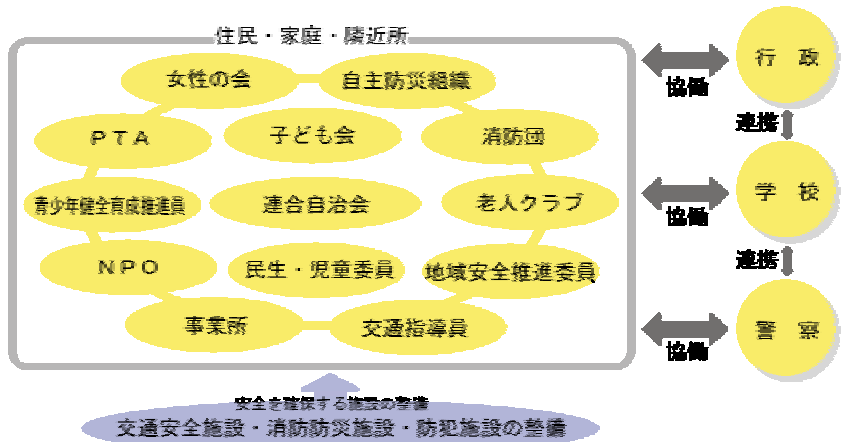 住民・家庭・隣近所
女性の会
自主防災組織
行　政
協働
PTA
子ども会
消防団
連携
青少年健全育成推進員
連合自治会
老人クラブ
学　校
協働
NPO
民生・児童委員
地域安全推進委員
連携
事業所
交通指導員
警　察
協働
安全を確保する施設の整備
交通安全施設・消防防災施設・防犯施設の整備